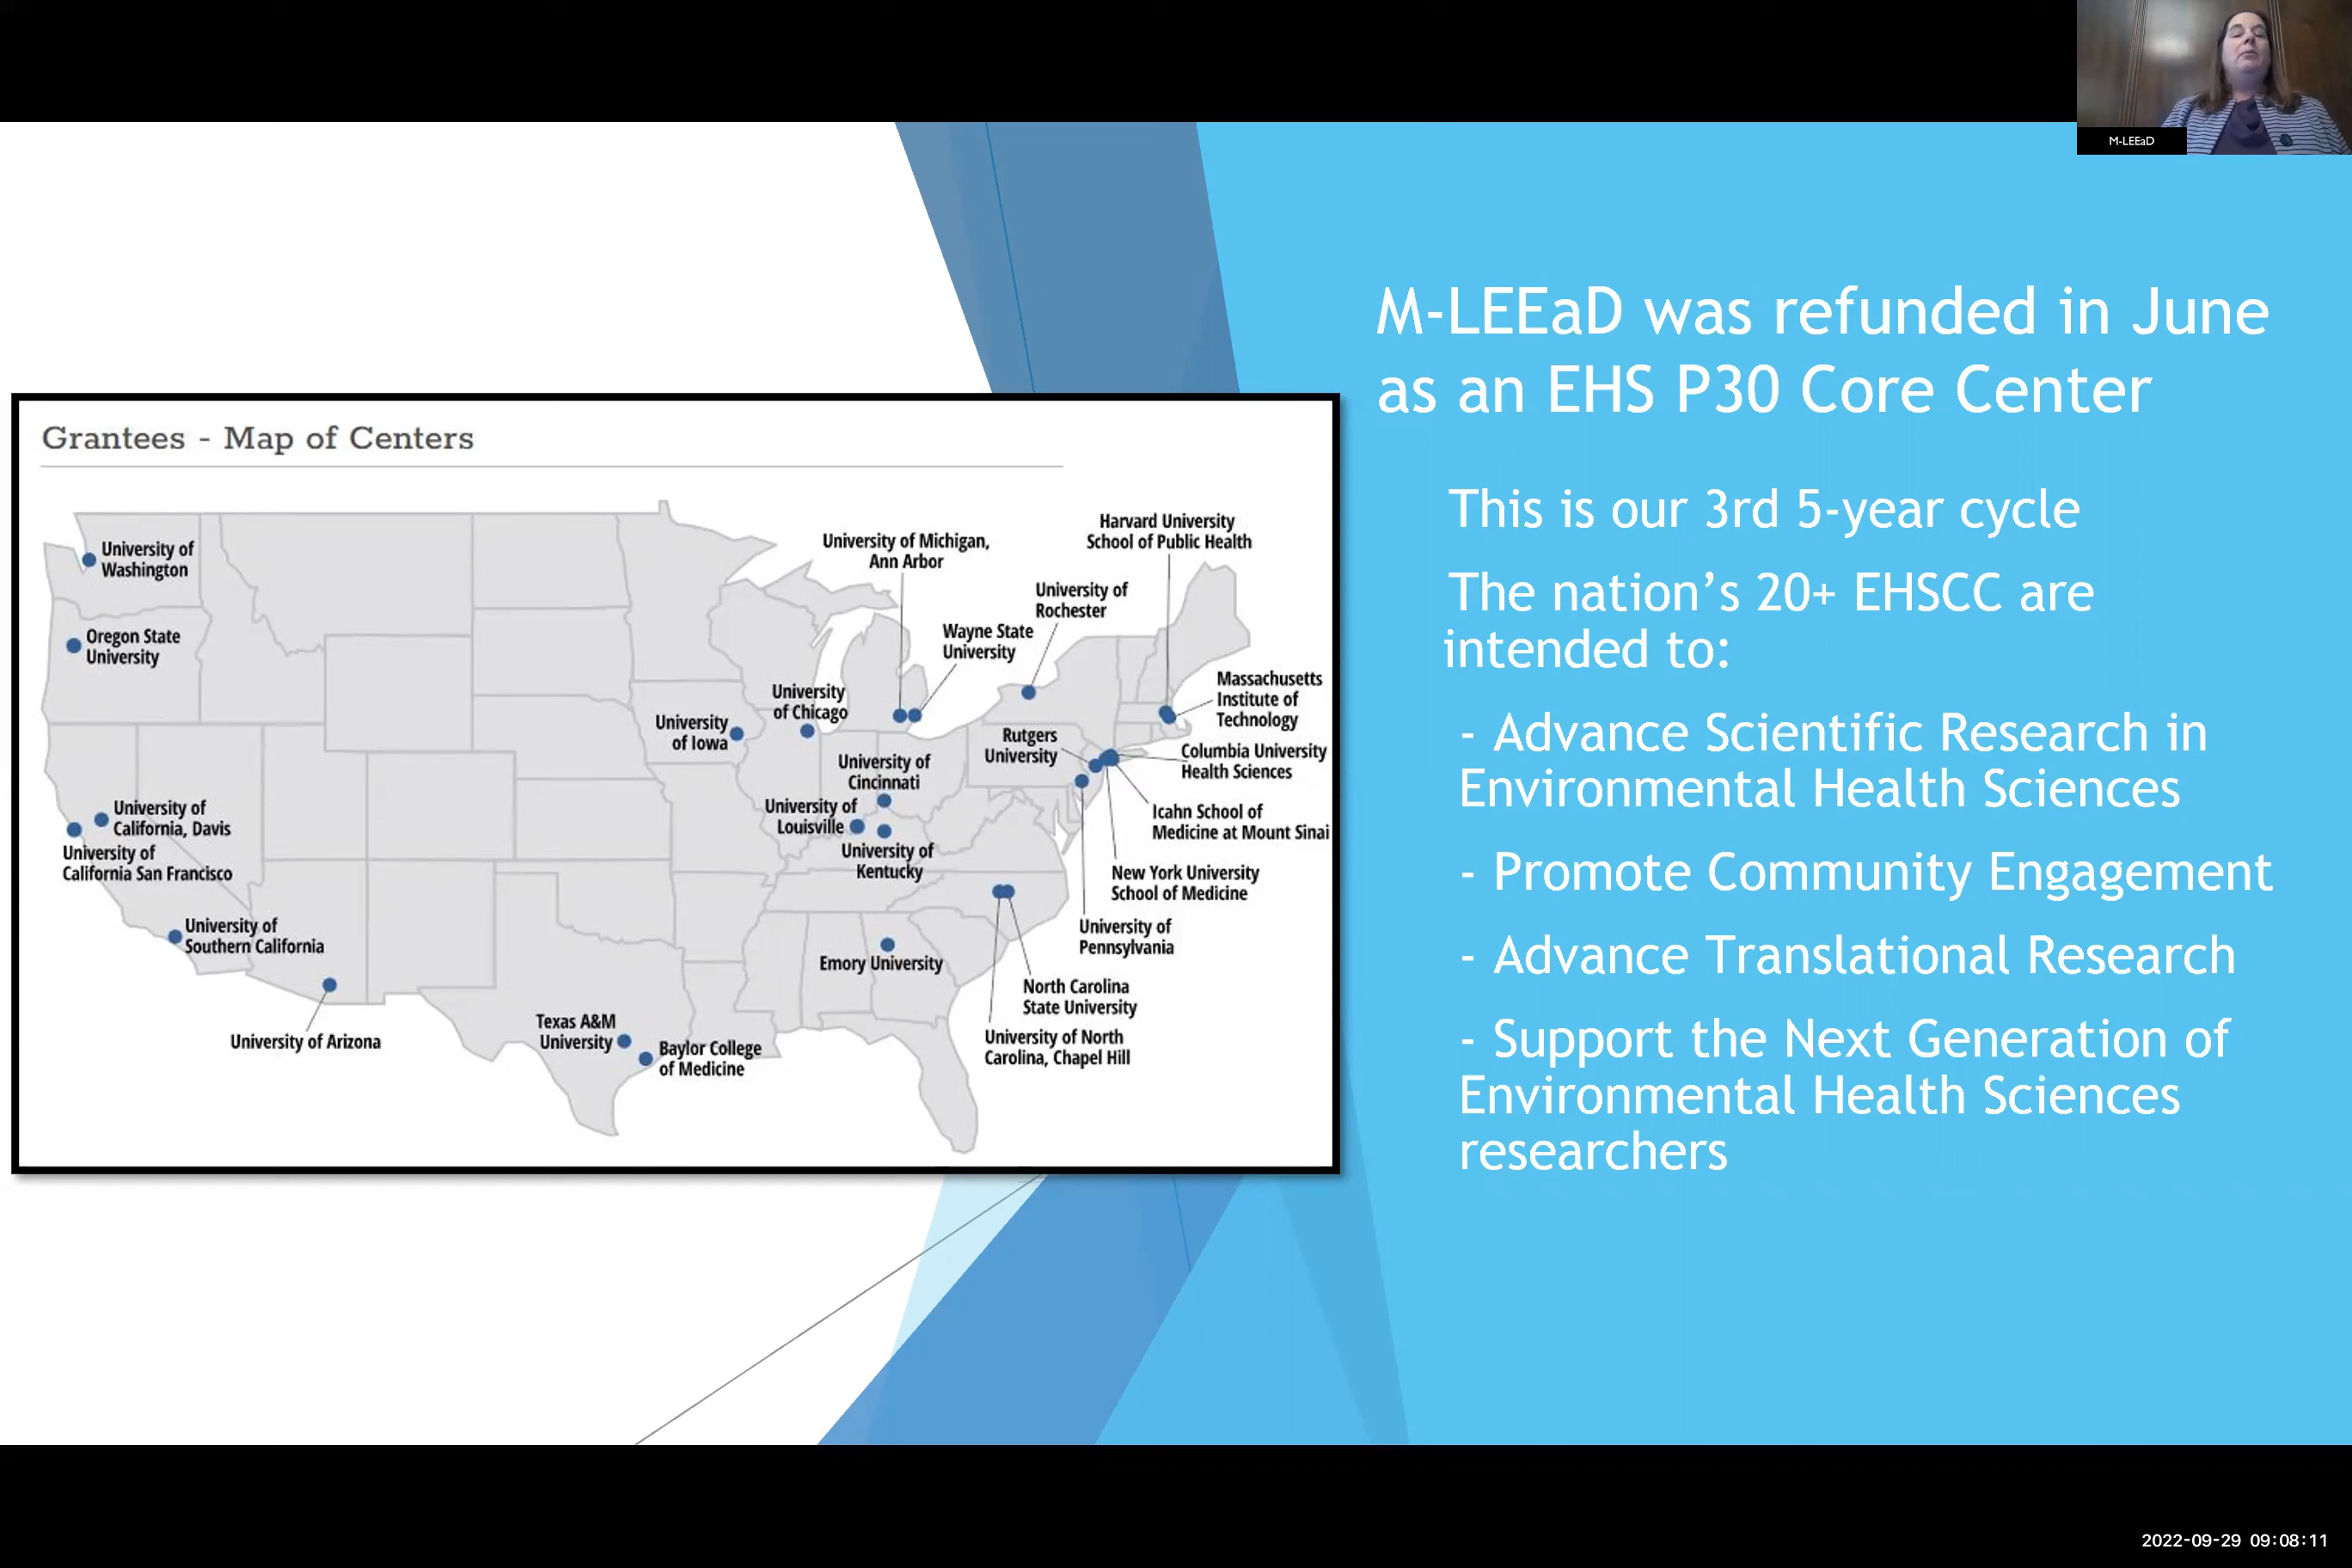 M-LEEaD
M-LEEaD was refunded in June
as an EHS P30 Core Center
This is our 3rd 5-year cycle
The nation’s 20+ EHSCC are
intended to:
- Advance Scientific Research in
Environmental Health Sciences
- Promote Community Engagement
- Advance Translational Research
- Support the Next Generation of
Environmental Health Sciences
researchers
Grantees - Map of Centers
University of
Washington
Oregon State
University
University of
California, Davis
University of
California San Francisco
University of
Southern California
University of Arizona
Texas A&M
University
Baylor College
of Medicine
University
of Iowa
University
of Chicago
University of Michigan,
Ann Arbor
Wayne State
University
University of
Rochester
Harvard University
School of Public Health
Massachusetts
Institute of
Technology
Rutgers
University
Columbia University
Health Sciences
Icahn School of
Medicine at Mount Sinai
New York University
School of Medicine
University of
Pennsylvania
University of
Cincinnati
University of
Louisville
University of
Kentucky
Emory University
North Carolina
State University
University of North
Carolina, Chapel Hill
2022-09-29 09:08:11